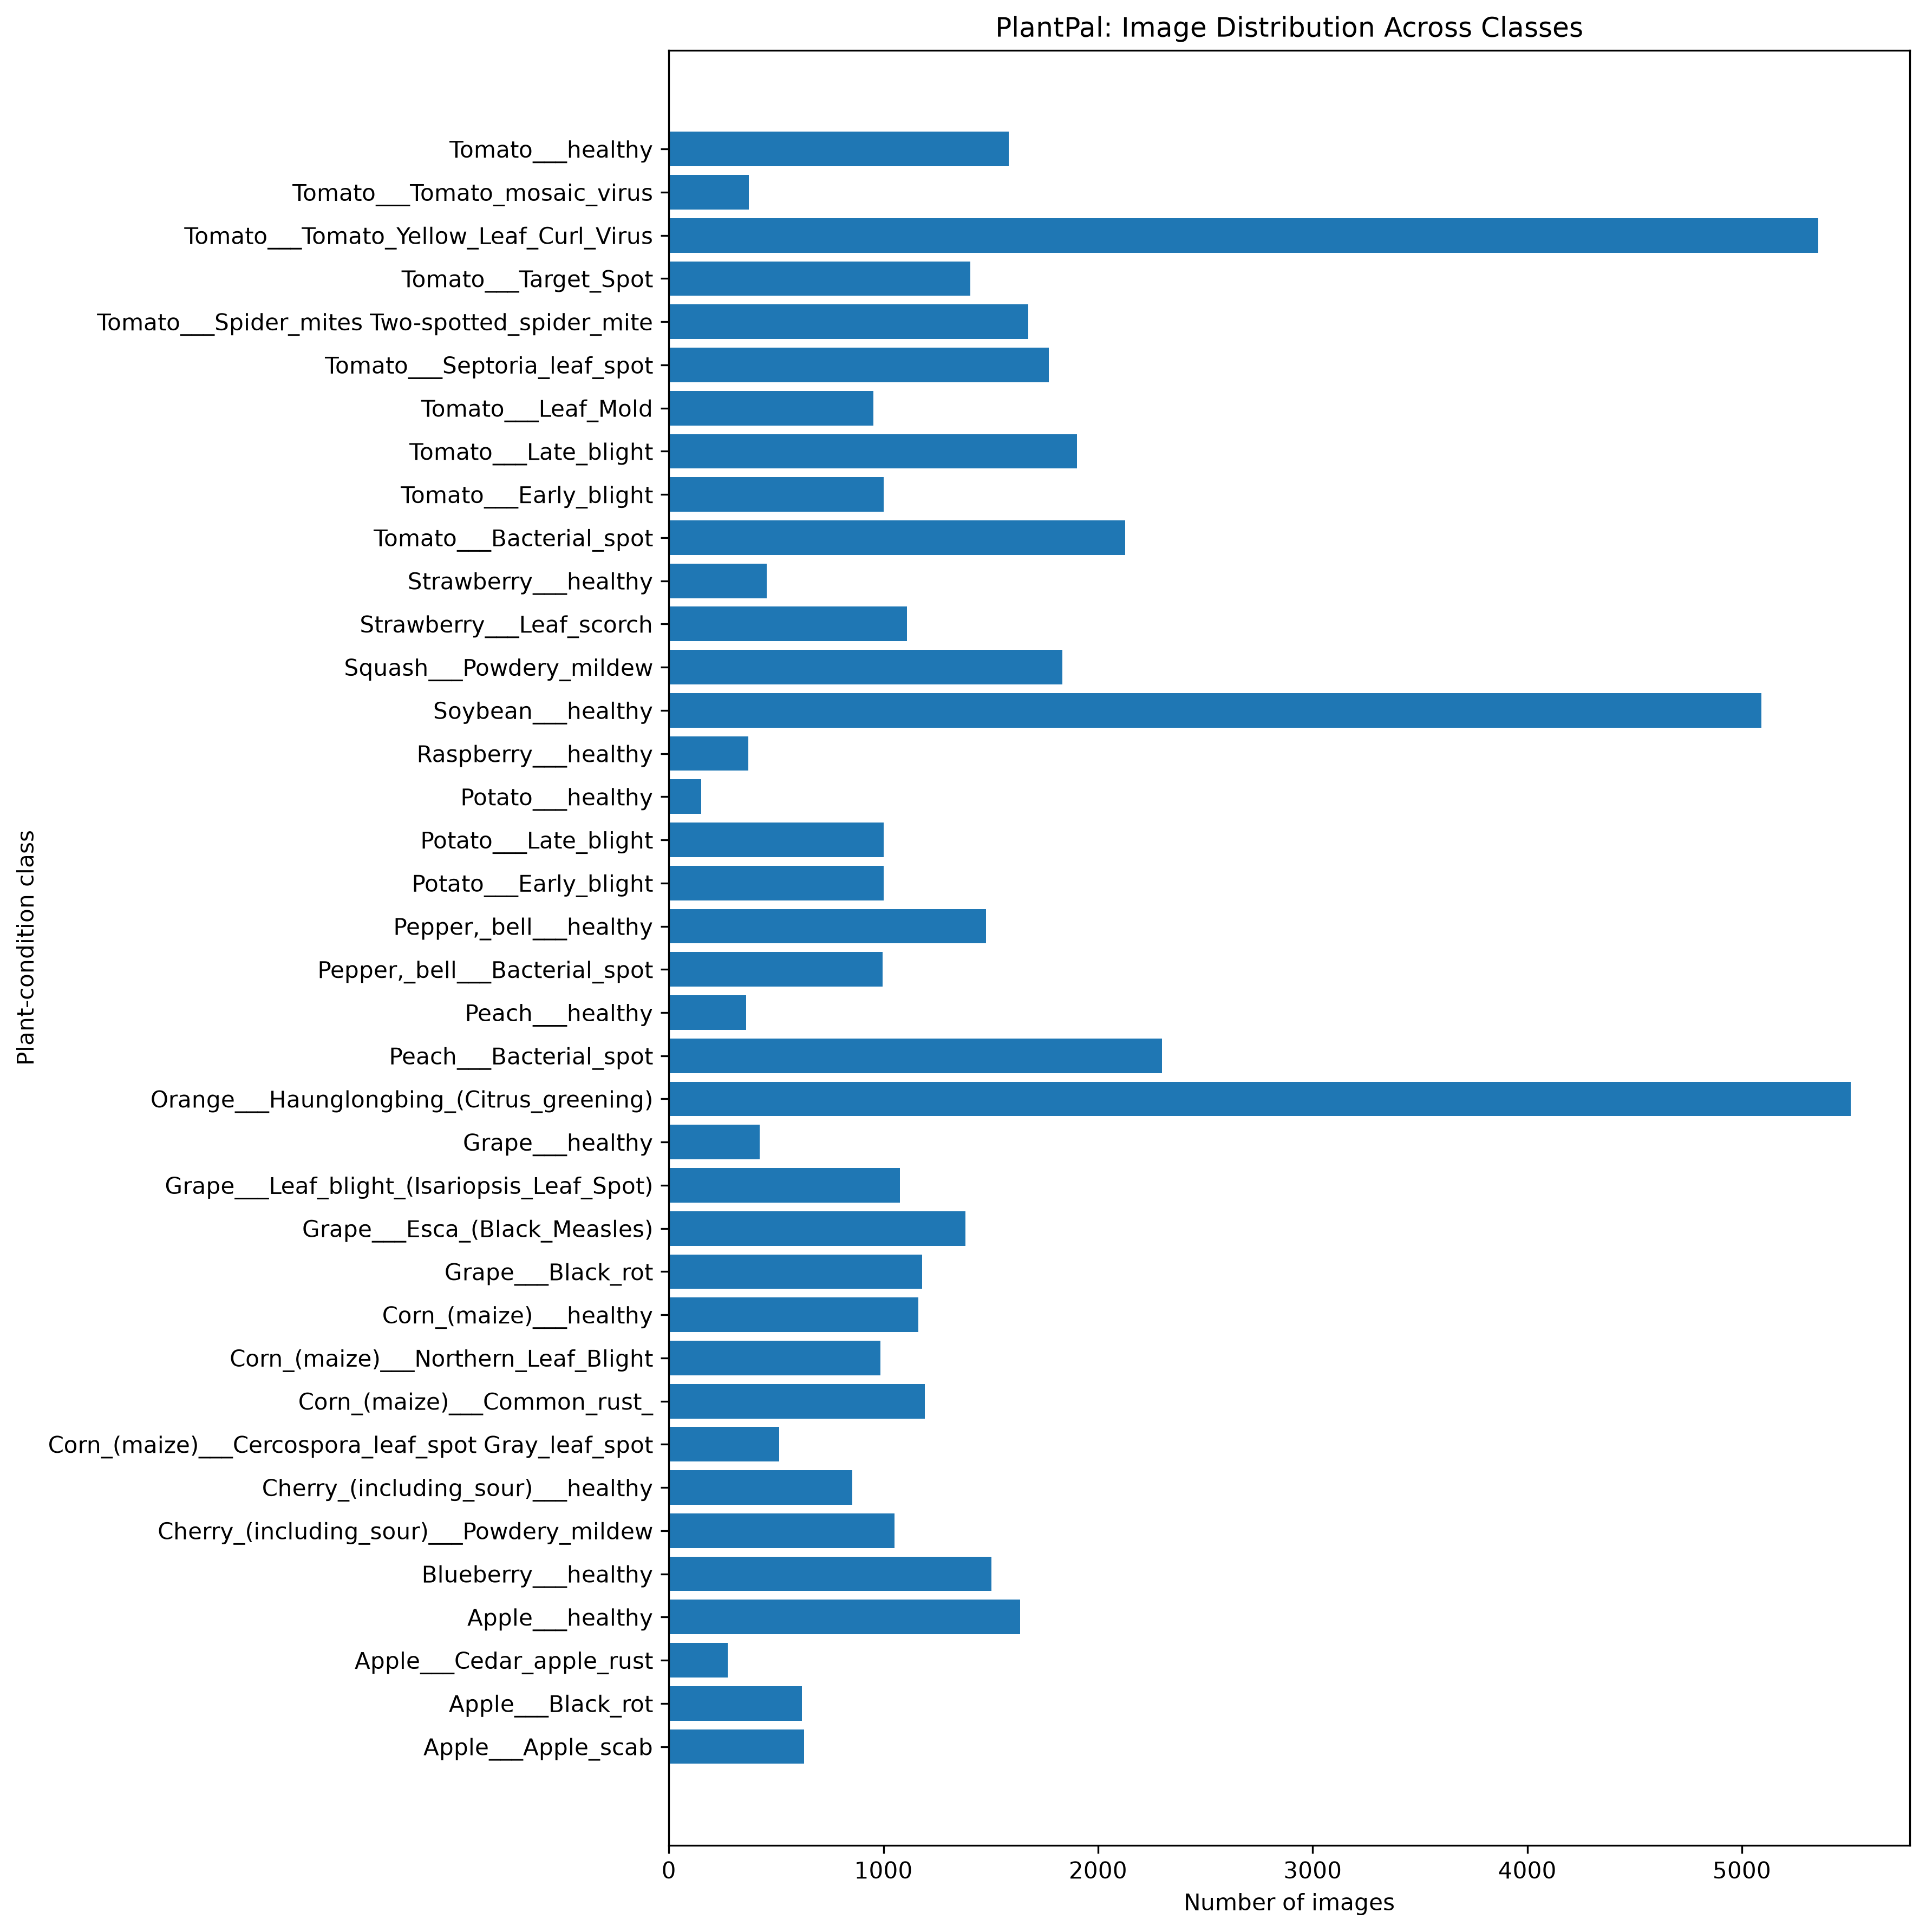 PlantPal: Image Distribution Across Classes
Tomato___healthy
Tomato___Tomato_mosaic_virus
Tomato___Tomato_Yellow_Leaf_Curl_Virus
Tomato___Target_Spot
Tomato___Spider_mites Two-spotted_spider_mite
Tomato___Septoria_leaf_spot
Tomato___Leaf_Mold
Tomato___Late_blight
Tomato___Early_blight
Tomato___Bacterial_spot
Strawberry___healthy
Strawberry___Leaf_scorch
Squash___Powdery_mildew
Soybean___healthy
Raspberry___healthy
Potato___healthy
Potato___Late_blight
Potato___Early_blight
Pepper,_bell___healthy
Pepper,_bell___Bacterial_spot
Peach___healthy
Peach___Bacterial_spot
Orange___Haunglongbing_(Citrus_greening)
Grape___healthy
Grape___Leaf_blight_(Isariopsis_Leaf_Spot)
Grape___Esca_(Black_Measles)
Grape___Black_rot
Corn_(maize)___healthy
Corn_(maize)___Northern_Leaf_Blight
Corn_(maize)___Common_rust_
Corn_(maize)___Cercospora_leaf_spot Gray_leaf_spot
Cherry_(including_sour)___healthy
Cherry_(including_sour)___Powdery_mildew
Blueberry___healthy
Apple___healthy
Apple___Cedar_apple_rust
Apple___Black_rot
Apple___Apple_scab
Plant-condition class
0 1000 2000 3000 4000 5000
Number of images